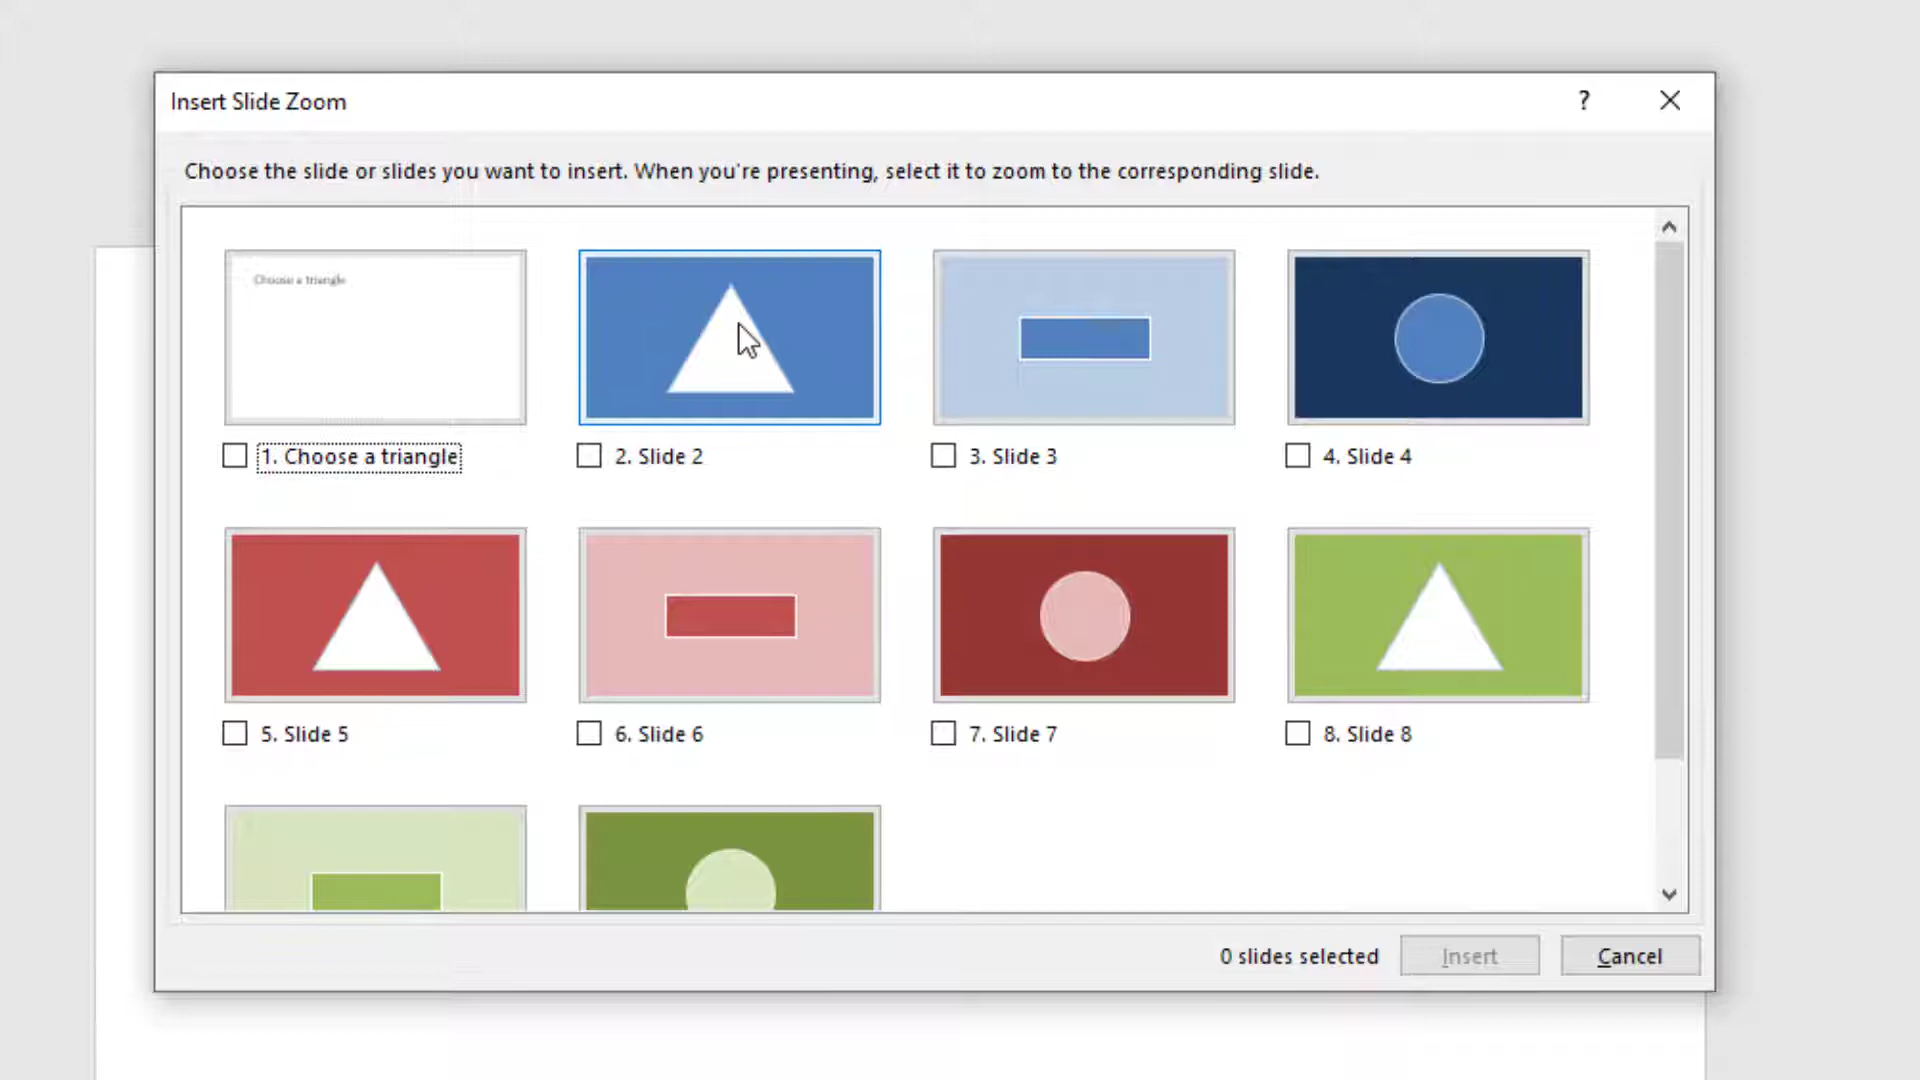 Insert Slide Zoom
?
Choose the slide or slides you want to insert. When you're presenting, select it to zoom to the corresponding slide.
Choose a triangle
1. Choose a triangle
2. Slide 2
3. Slide 3
4. Slide 4
5. Slide 5
6. Slide 6
7. Slide 7
8. Slide 8
0 slides selected
Insert
Cancel